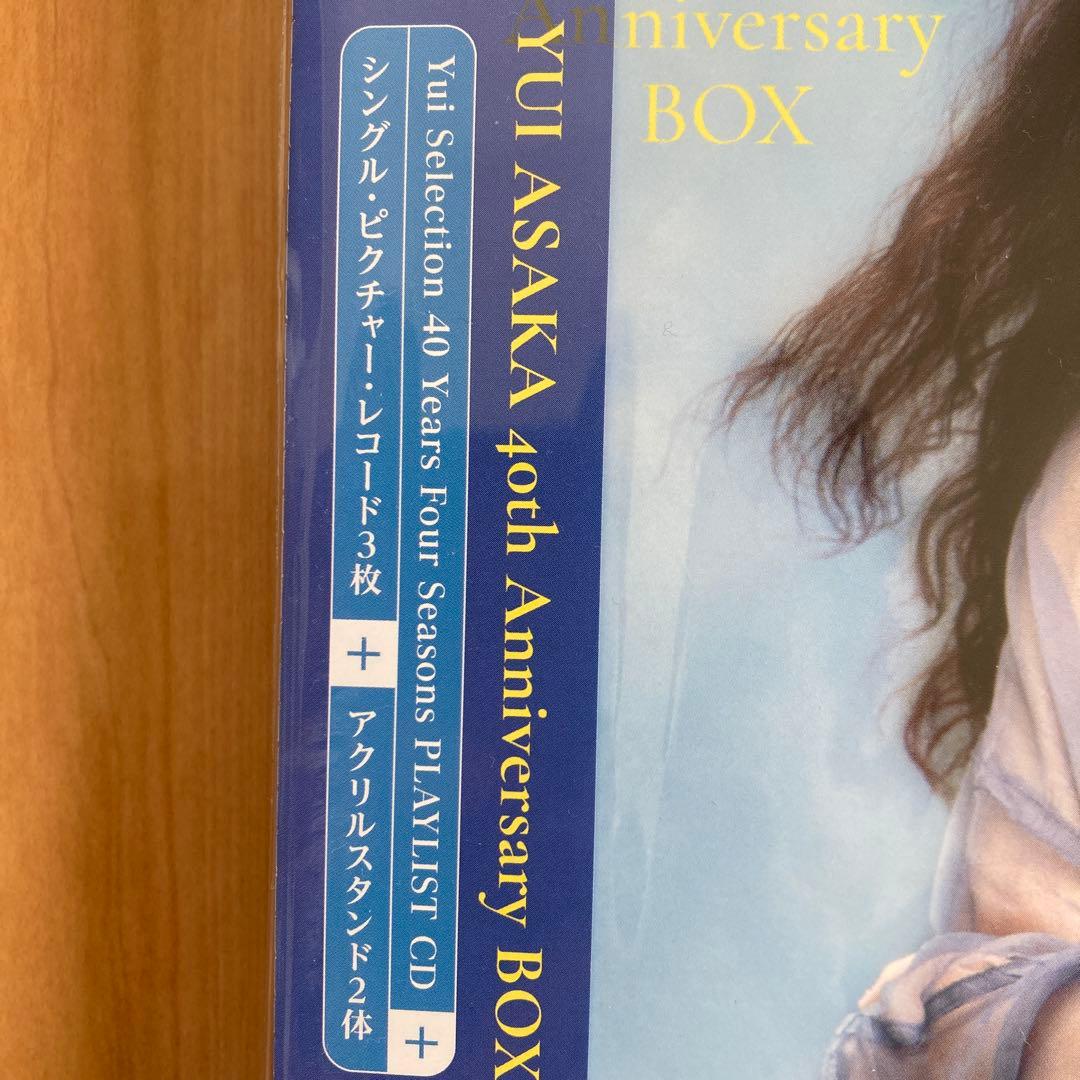 Anniversary
BOX
YUI ASAKA 40th Anniversary BOX
Yui Selection 40 Years Four Seasons PLAYLIST CD +
シングル・ピクチャー・レコード3枚 + アクリルスタンド2体